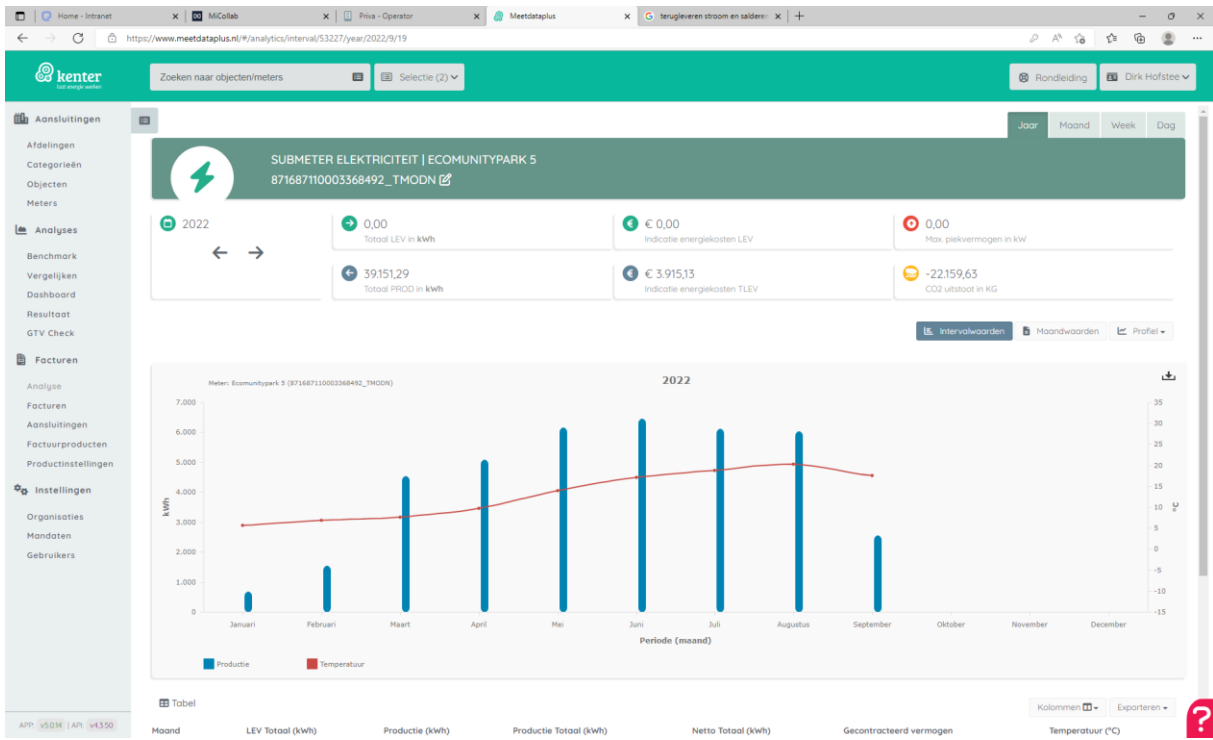 Home - Intranet
MiCollab
Priva - Operator
Meetdataplus
terugleveren stroom en salderen
https://www.meetdataplus.nl/#/analytics/interval/53227/year/2022/9/19
kenter
laat energie werken
Zoeken naar objecten/meters
Selectie (2)
Rondleiding
Dirk Hofstee
Aansluitingen
Afdelingen
Categorieën
Objecten
Meters
Analyses
Benchmark
Vergelijken
Dashboard
Resultaat
GTV Check
Facturen
Analyse
Facturen
Aansluitingen
Factuurproducten
Productinstellingen
Instellingen
Organisaties
Mandaten
Gebruikers
APP: v5.0.14 | API: v4.3.50
Jaar Maand Week Dag
SUBMETER ELEKTRICITEIT | ECOMUNITYPARK 5
871687110003368492_TMODN
2022
0,00
Totaal LEV in kWh
€ 0,00
Indicatie energiekosten LEV
0,00
Max. piekvermogen in kW
39.151,29
Totaal PROD in kWh
€ 3.915,13
Indicatie energiekosten TLEV
-22.159,63
CO2 uitstoot in KG
Intervalwaarden Maandwaarden Profiel
Meter: Ecomunitypark 5 (871687110003368492_TMODN)
2022
7.000
6.000
5.000
4.000
3.000
2.000
1.000
0
kWh
35
30
25
20
15
10
5
0
-5
-10
-15
°C
Januari Februari Maart April Mei Juni Juli Augustus September Oktober November December
Periode (maand)
Productie Temperatuur
Tabel
Kolommen Exporteren
Maand LEV Totaal (kWh) Productie (kWh) Productie Totaal (kWh) Netto Totaal (kWh) Gecontracteerd vermogen Temperatuur (°C)
?